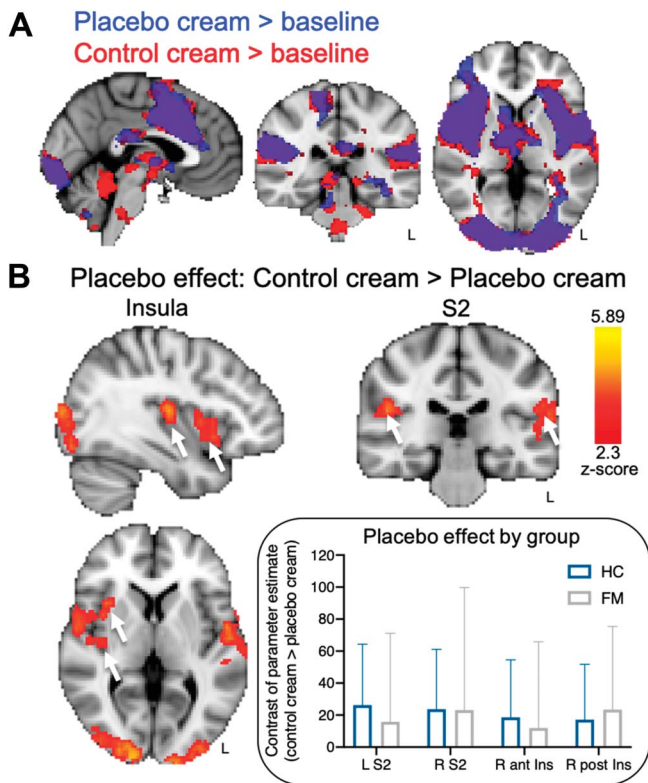 A
Placebo cream > baseline
Control cream > baseline
L
L
B
Placebo effect: Control cream > Placebo cream
Insula
S2
5.89
2.3
z-score
L
L
Placebo effect by group
Contrast of parameter estimate
(control cream > placebo cream)
120
100
80
60
40
20
0
HC
FM
L S2
R S2
R ant Ins
R post Ins